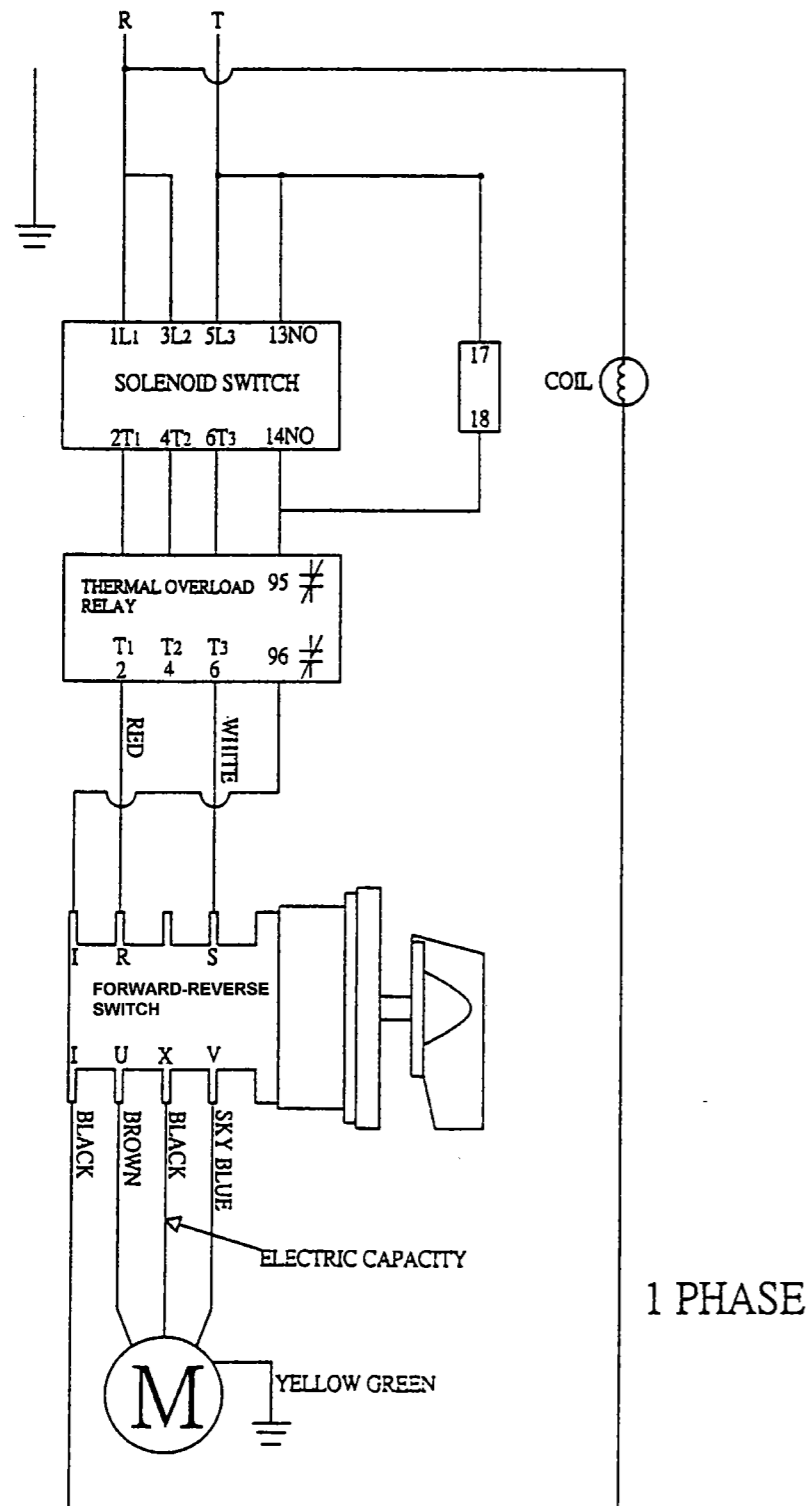 R T
1L1 3L2 5L3 13NO
SOLENOID SWITCH
2T1 4T2 6T3 14NO
17
18
COIL
THERMAL OVERLOAD
RELAY
95
T1 T2 T3
2 4 6
96
RED
WHITE
I R S
FORWARD-REVERSE
SWITCH
I U X V
BLACK
BROWN
BLACK
SKY BLUE
ELECTRIC CAPACITY
1 PHASE
M
YELLOW GREEN